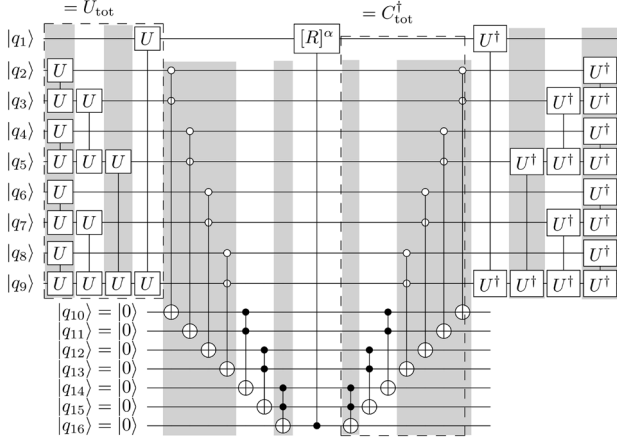 = U_tot
= C†_tot
|q₁⟩ U [R]^α U†
|q₂⟩ U U†
|q₃⟩ U U U† U†
|q₄⟩ U U†
|q₅⟩ U U U U† U† U†
|q₆⟩ U U†
|q₇⟩ U U U† U†
|q₈⟩ U U†
|q₉⟩ U U U U U† U† U† U†
|q₁₀⟩ = |0⟩
|q₁₁⟩ = |0⟩
|q₁₂⟩ = |0⟩
|q₁₃⟩ = |0⟩
|q₁₄⟩ = |0⟩
|q₁₅⟩ = |0⟩
|q₁₆⟩ = |0⟩